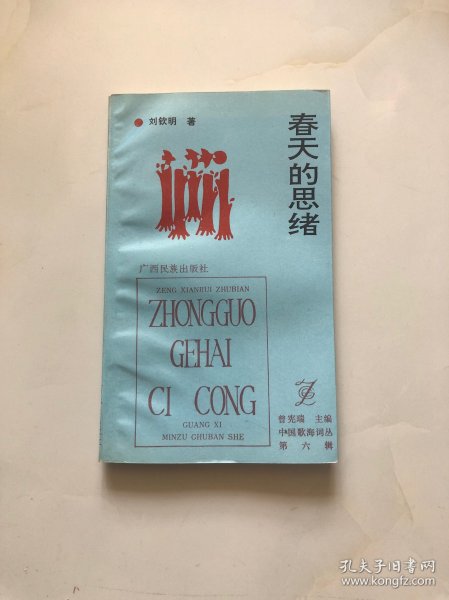 刘钦明 著
春天的思绪
广西民族出版社
ZENG XIANRUI ZHUBIAN
ZHONGGUO
GEHAI
CI CONG
GUANG XI
MINZU CHUBAN SHE
曾宪瑞 主编
中国歌海词丛
第六辑
孔夫子旧书网
www.kongfz.com